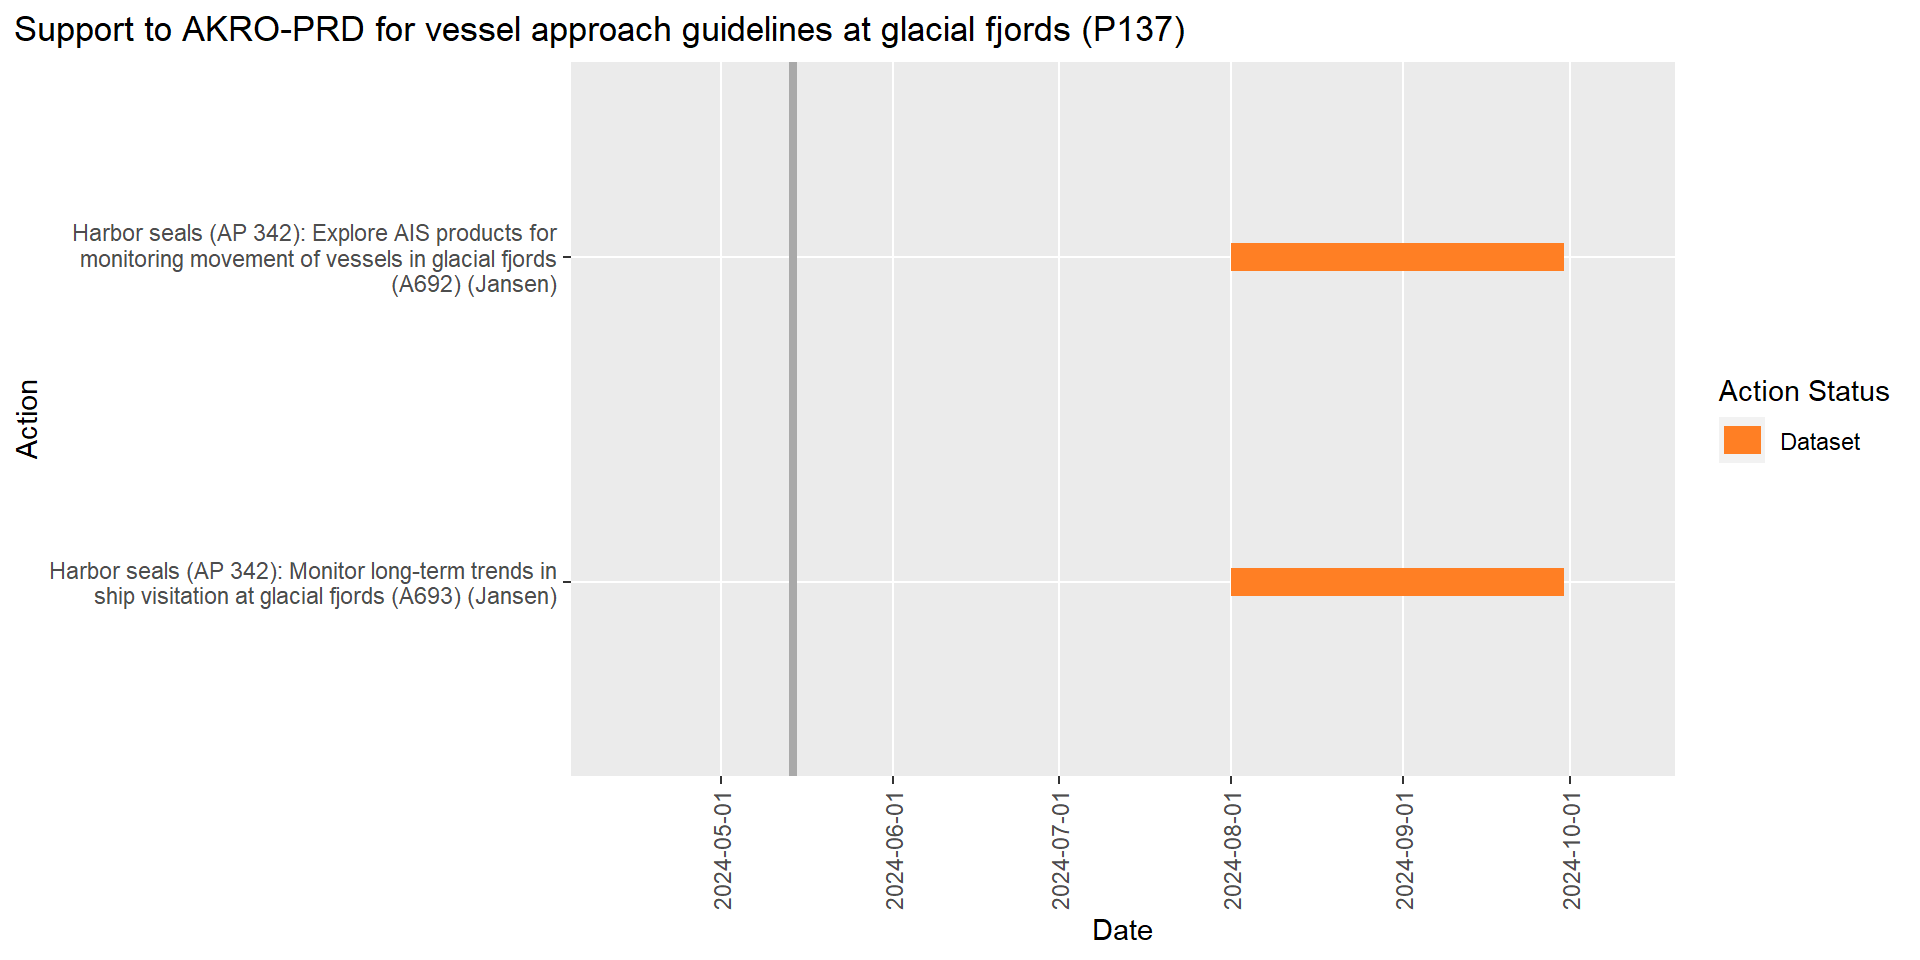 Support to AKRO-PRD for vessel approach guidelines at glacial fjords (P137)
Harbor seals (AP 342): Explore AIS products for
monitoring movement of vessels in glacial fjords
(A692) (Jansen)
Harbor seals (AP 342): Monitor long-term trends in
ship visitation at glacial fjords (A693) (Jansen)
Action
2024-05-01
2024-06-01
2024-07-01
2024-08-01
2024-09-01
2024-10-01
Date
Action Status
Dataset